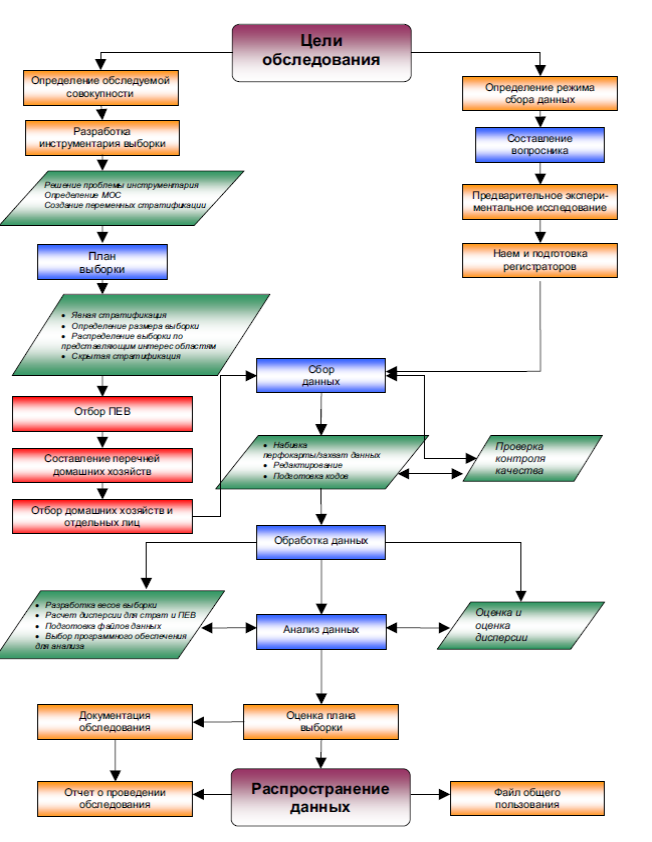 Цели
обследования
Определение обследуемой
совокупности
Разработка
инструментария выборки
Решение проблемы инструментария
Определение МОС
Создание переменных стратификации
План
выборки
• Явная стратификация
• Определение размера выборки
• Распределение выборки по
представляющим интерес областям
• Скрытая стратификация
Отбор ПЕВ
Составление перечней
домашних хозяйств
Отбор домашних хозяйств и
отдельных лиц
Определение режима
сбора данных
Составление
вопросника
Предварительное экспери-
ментальное исследование
Наем и подготовка
регистраторов
Сбор
данных
• Набивка
перфокарты/захват данных
• Редактирование
• Подготовка кодов
Проверка
контроля
качества
Обработка данных
• Разработка весов выборки
• Расчет дисперсии для страт и ПЕВ
• Подготовка файлов данных
• Выбор программного обеспечения
для анализа
Анализ данных
Оценка и
оценка
дисперсии
Документация
обследования
Оценка плана
выборки
Отчет о проведении
обследования
Распространение
данных
Файл общего
пользования